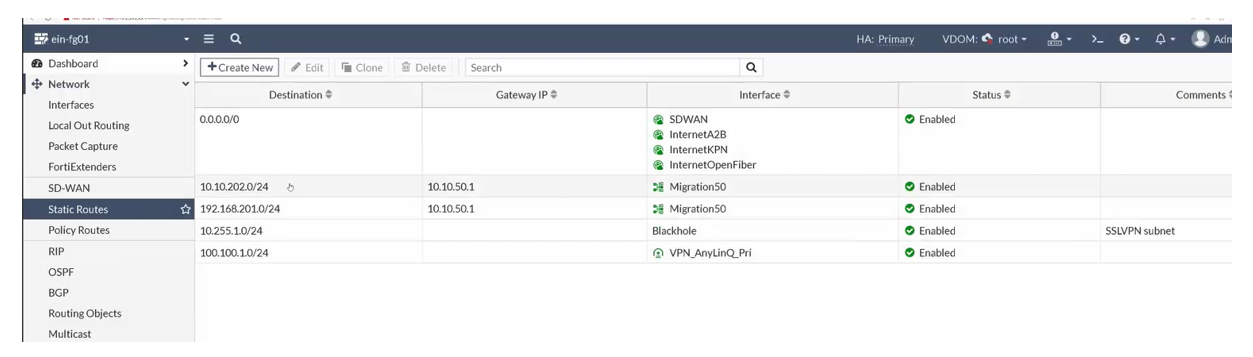 ein-fg01
HA: Primary
VDOM: root
Adm
Dashboard
Network
Interfaces
Local Out Routing
Packet Capture
FortiExtenders
SD-WAN
Static Routes
Policy Routes
RIP
OSPF
BGP
Routing Objects
Multicast
+Create New Edit Clone Delete Search
Destination Gateway IP Interface Status Comments
0.0.0.0/0 SDWAN Enabled
InternetA2B
InternetKPN
InternetOpenFiber
10.10.202.0/24 10.10.50.1 Migration50 Enabled
192.168.201.0/24 10.10.50.1 Migration50 Enabled
10.255.1.0/24 Blackhole Enabled SSLVPN subnet
100.100.1.0/24 VPN_AnyLinQ_Pri Enabled